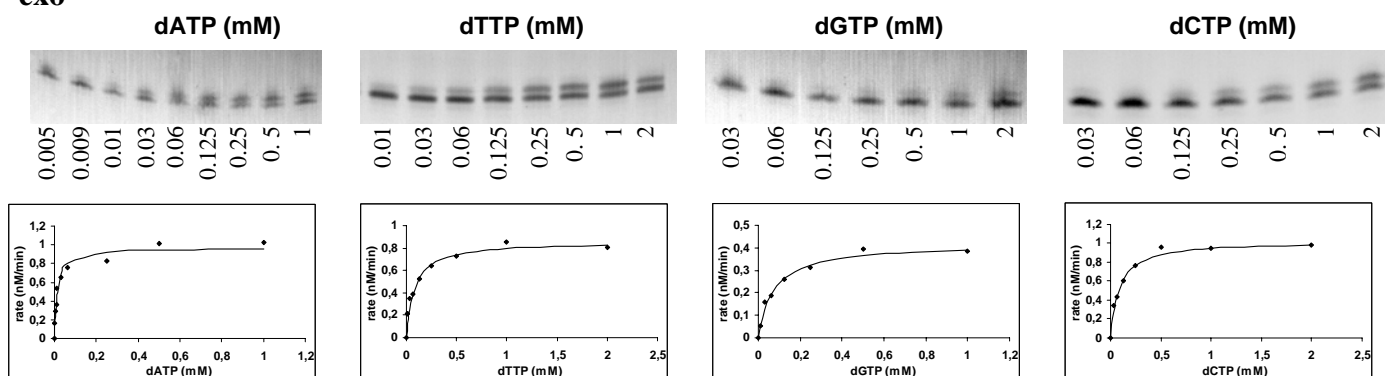 exo
dATP (mM)
dTTP (mM)
dGTP (mM)
dCTP (mM)
0.005 0.009 0.01 0.03 0.06 0.125 0.25 0. 5 1
0.01 0.03 0.06 0.125 0.25 0. 5 1 2
0.03 0.06 0.125 0.25 0. 5 1 2
0.03 0.06 0.125 0.25 0. 5 1 2
rate (nM/min)
1,2
1
0,8
0,6
0,4
0,2
0
0 0,2 0,4 0,6 0,8 1 1,2
dATP (mM)
rate (nM/min)
1
0,8
0,6
0,4
0,2
0
0 0,5 1 1,5 2 2,5
dTTP (mM)
rate (nM/min)
0,5
0,4
0,3
0,2
0,1
0
0 0,2 0,4 0,6 0,8 1 1,2
dGTP (mM)
rate (nM/min)
1,2
1
0,8
0,6
0,4
0,2
0
0 0,5 1 1,5 2 2,5
dCTP (mM)